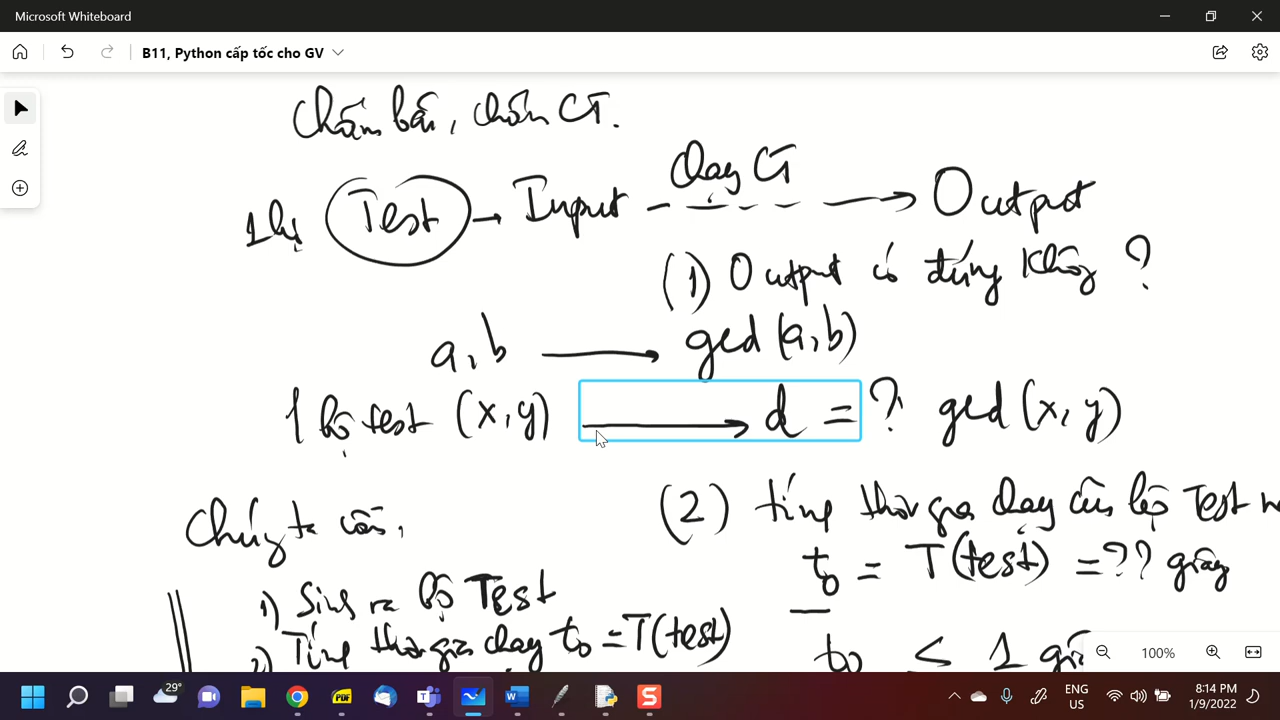 Microsoft Whiteboard
B11, Python cấp tốc cho GV
Chấm bài, chấm CT.
Chạy CT
1 bộ Test → Input → Output
(1) Output có đúng không ?
a, b → gcd (a, b)
1 bộ test (x, y) → d = ? gcd (x, y)
(2) tính thời gian chạy của bộ Test
Chúng ta cần,
t0 = T(test) = ?? giây
1) Sinh ra bộ Test
2) Tính thời gian chạy t0 = T(test)
t0 ≤ 1
100%
29°
ENG
US
8:14 PM
1/9/2022